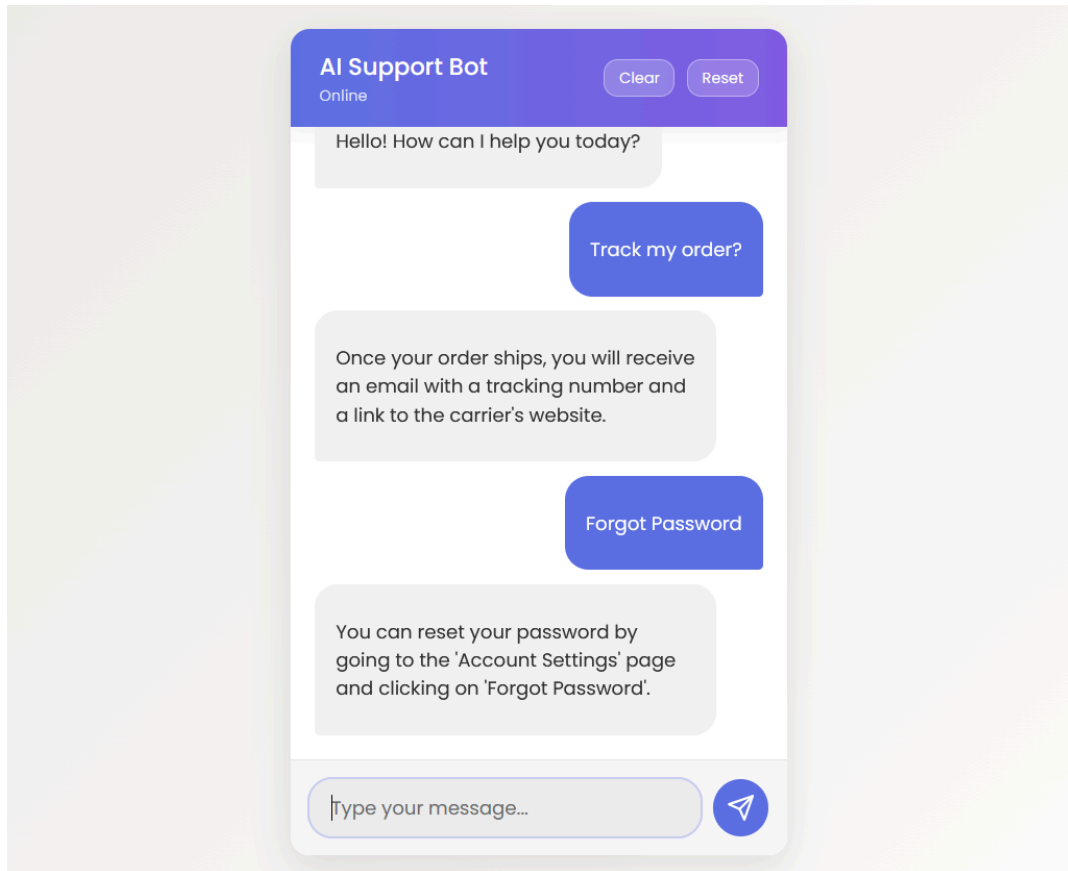 AI Support Bot
Online
Clear
Reset
Hello! How can I help you today?
Track my order?
Once your order ships, you will receive
an email with a tracking number and
a link to the carrier's website.
Forgot Password
You can reset your password by
going to the 'Account Settings' page
and clicking on 'Forgot Password'.
Type your message...